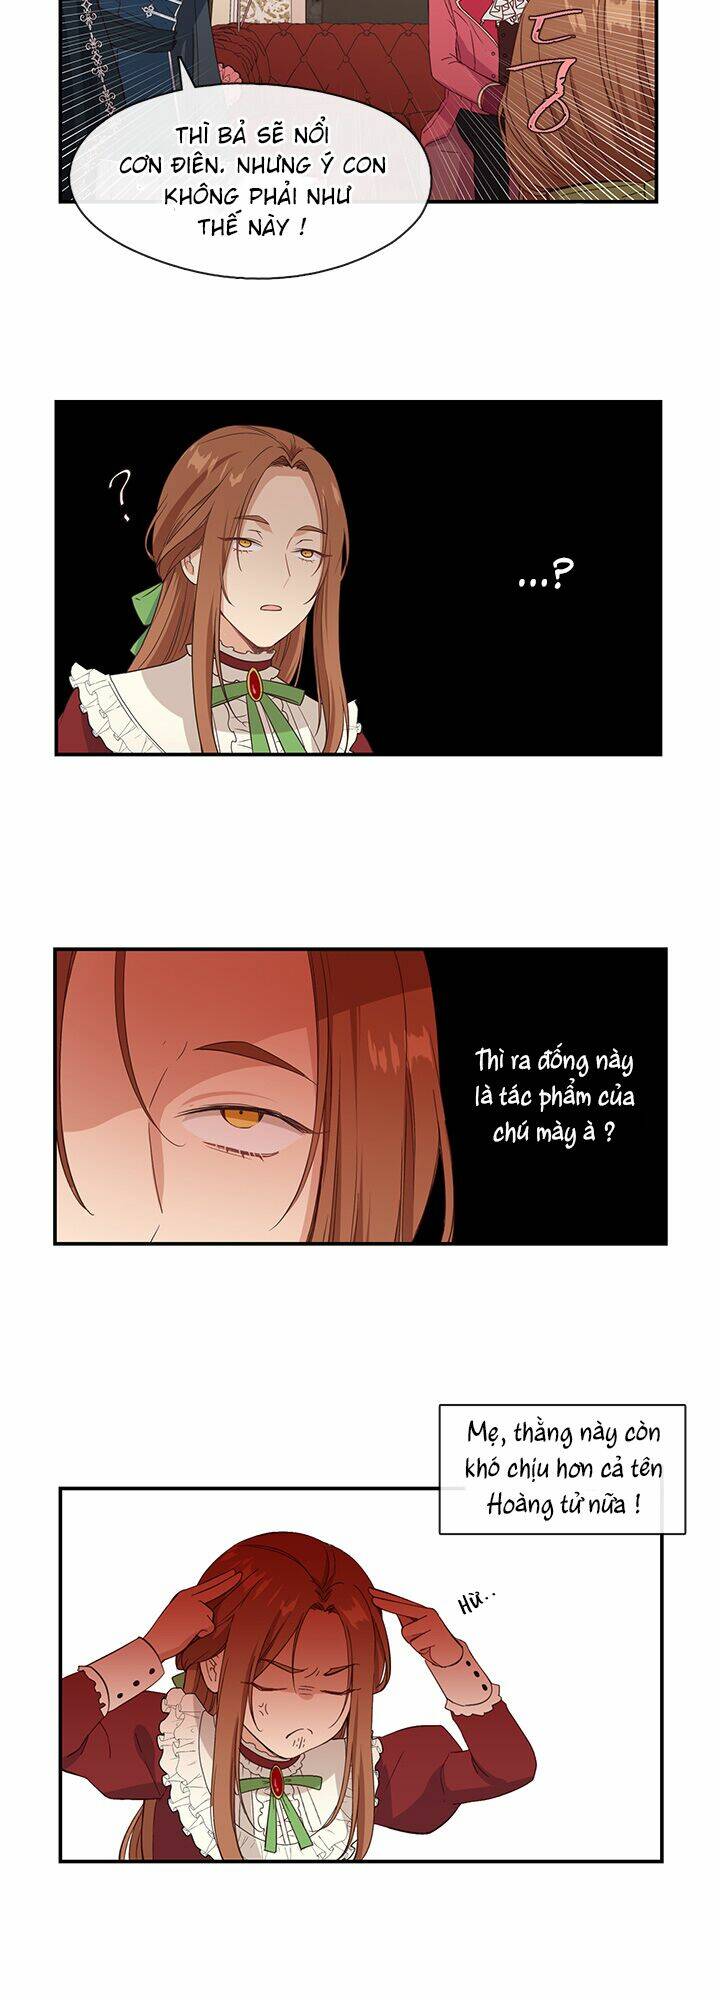 THÌ BẢ SẼ NỔI
CƠN ĐIÊN. NHƯNG Ý CON
KHÔNG PHẢI NHƯ
THẾ NÀY !
?
...?
Thì ra đống này
là tác phẩm của
chú mày à ?
Mẹ, thằng này còn
khó chịu hơn cả tên
Hoàng tử nữa !
HỪ..